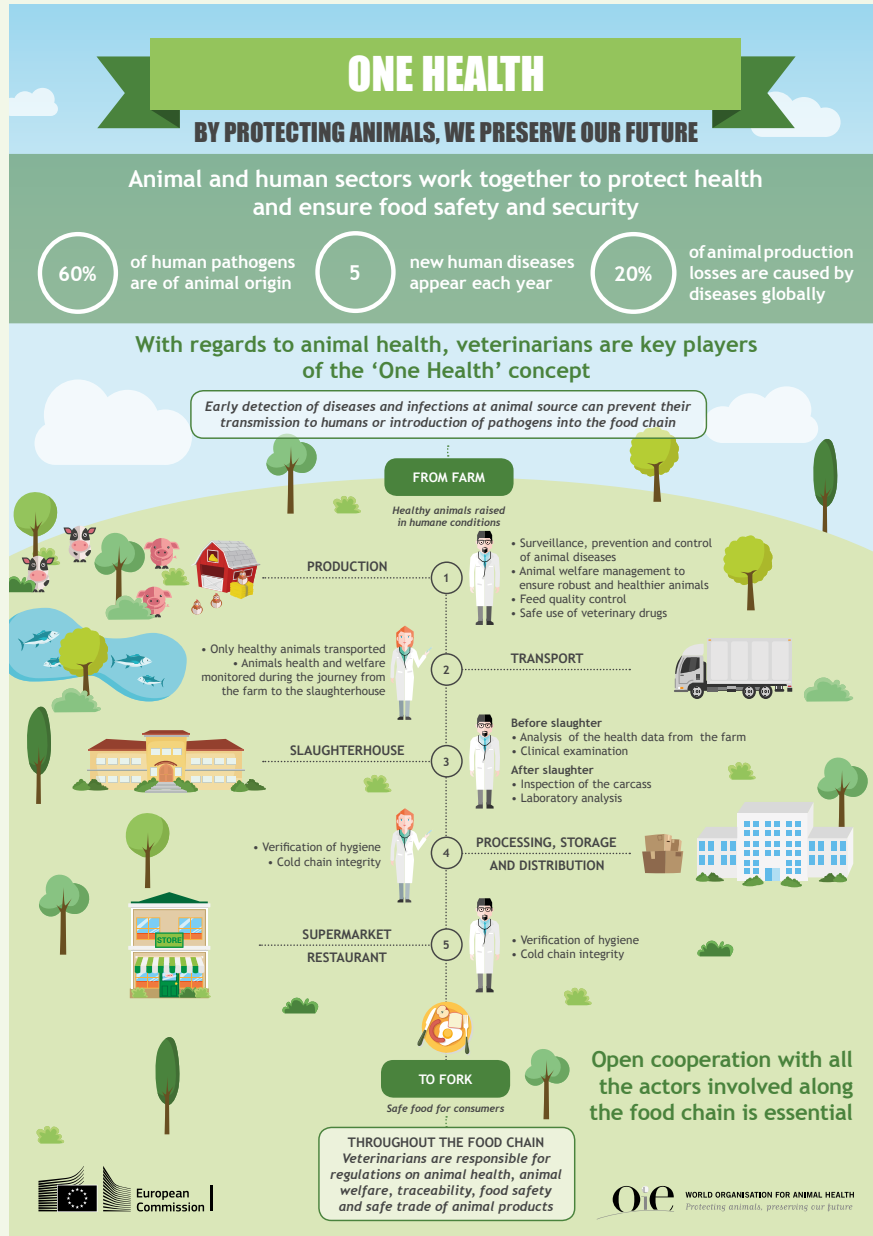 ONE HEALTH
BY PROTECTING ANIMALS, WE PRESERVE OUR FUTURE
Animal and human sectors work together to protect health
and ensure food safety and security
60%
of human pathogens
are of animal origin
5
new human diseases
appear each year
20%
of animal production
losses are caused by
diseases globally
With regards to animal health, veterinarians are key players
of the ‘One Health’ concept
Early detection of diseases and infections at animal source can prevent their
transmission to humans or introduction of pathogens into the food chain
FROM FARM
Healthy animals raised
in humane conditions
PRODUCTION
1
• Surveillance, prevention and control
of animal diseases
• Animal welfare management to
ensure robust and healthier animals
• Feed quality control
• Safe use of veterinary drugs
• Only healthy animals transported
• Animals health and welfare
monitored during the journey from
the farm to the slaughterhouse
2
TRANSPORT
SLAUGHTERHOUSE
3
Before slaughter
• Analysis of the health data from the farm
• Clinical examination
After slaughter
• Inspection of the carcass
• Laboratory analysis
• Verification of hygiene
• Cold chain integrity
4
PROCESSING, STORAGE
AND DISTRIBUTION
STORE
SUPERMARKET
RESTAURANT
5
• Verification of hygiene
• Cold chain integrity
TO FORK
Safe food for consumers
Open cooperation with all
the actors involved along
the food chain is essential
THROUGHOUT THE FOOD CHAIN
Veterinarians are responsible for
regulations on animal health, animal
welfare, traceability, food safety
and safe trade of animal products
European
Commission
oie
WORLD ORGANISATION FOR ANIMAL HEALTH
Protecting animals, preserving our future